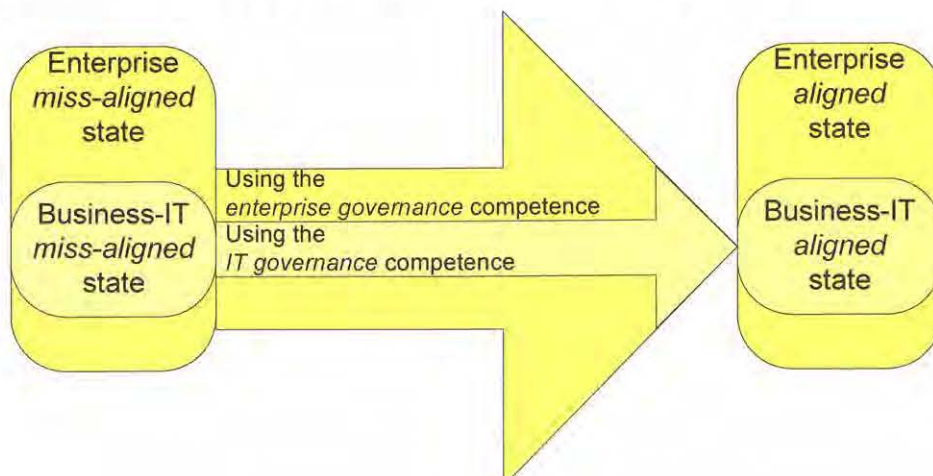 Enterprise
miss-aligned
state
Business-IT
miss-aligned
state
Using the
enterprise governance competence
Using the
IT governance competence
Enterprise
aligned
state
Business-IT
aligned
state